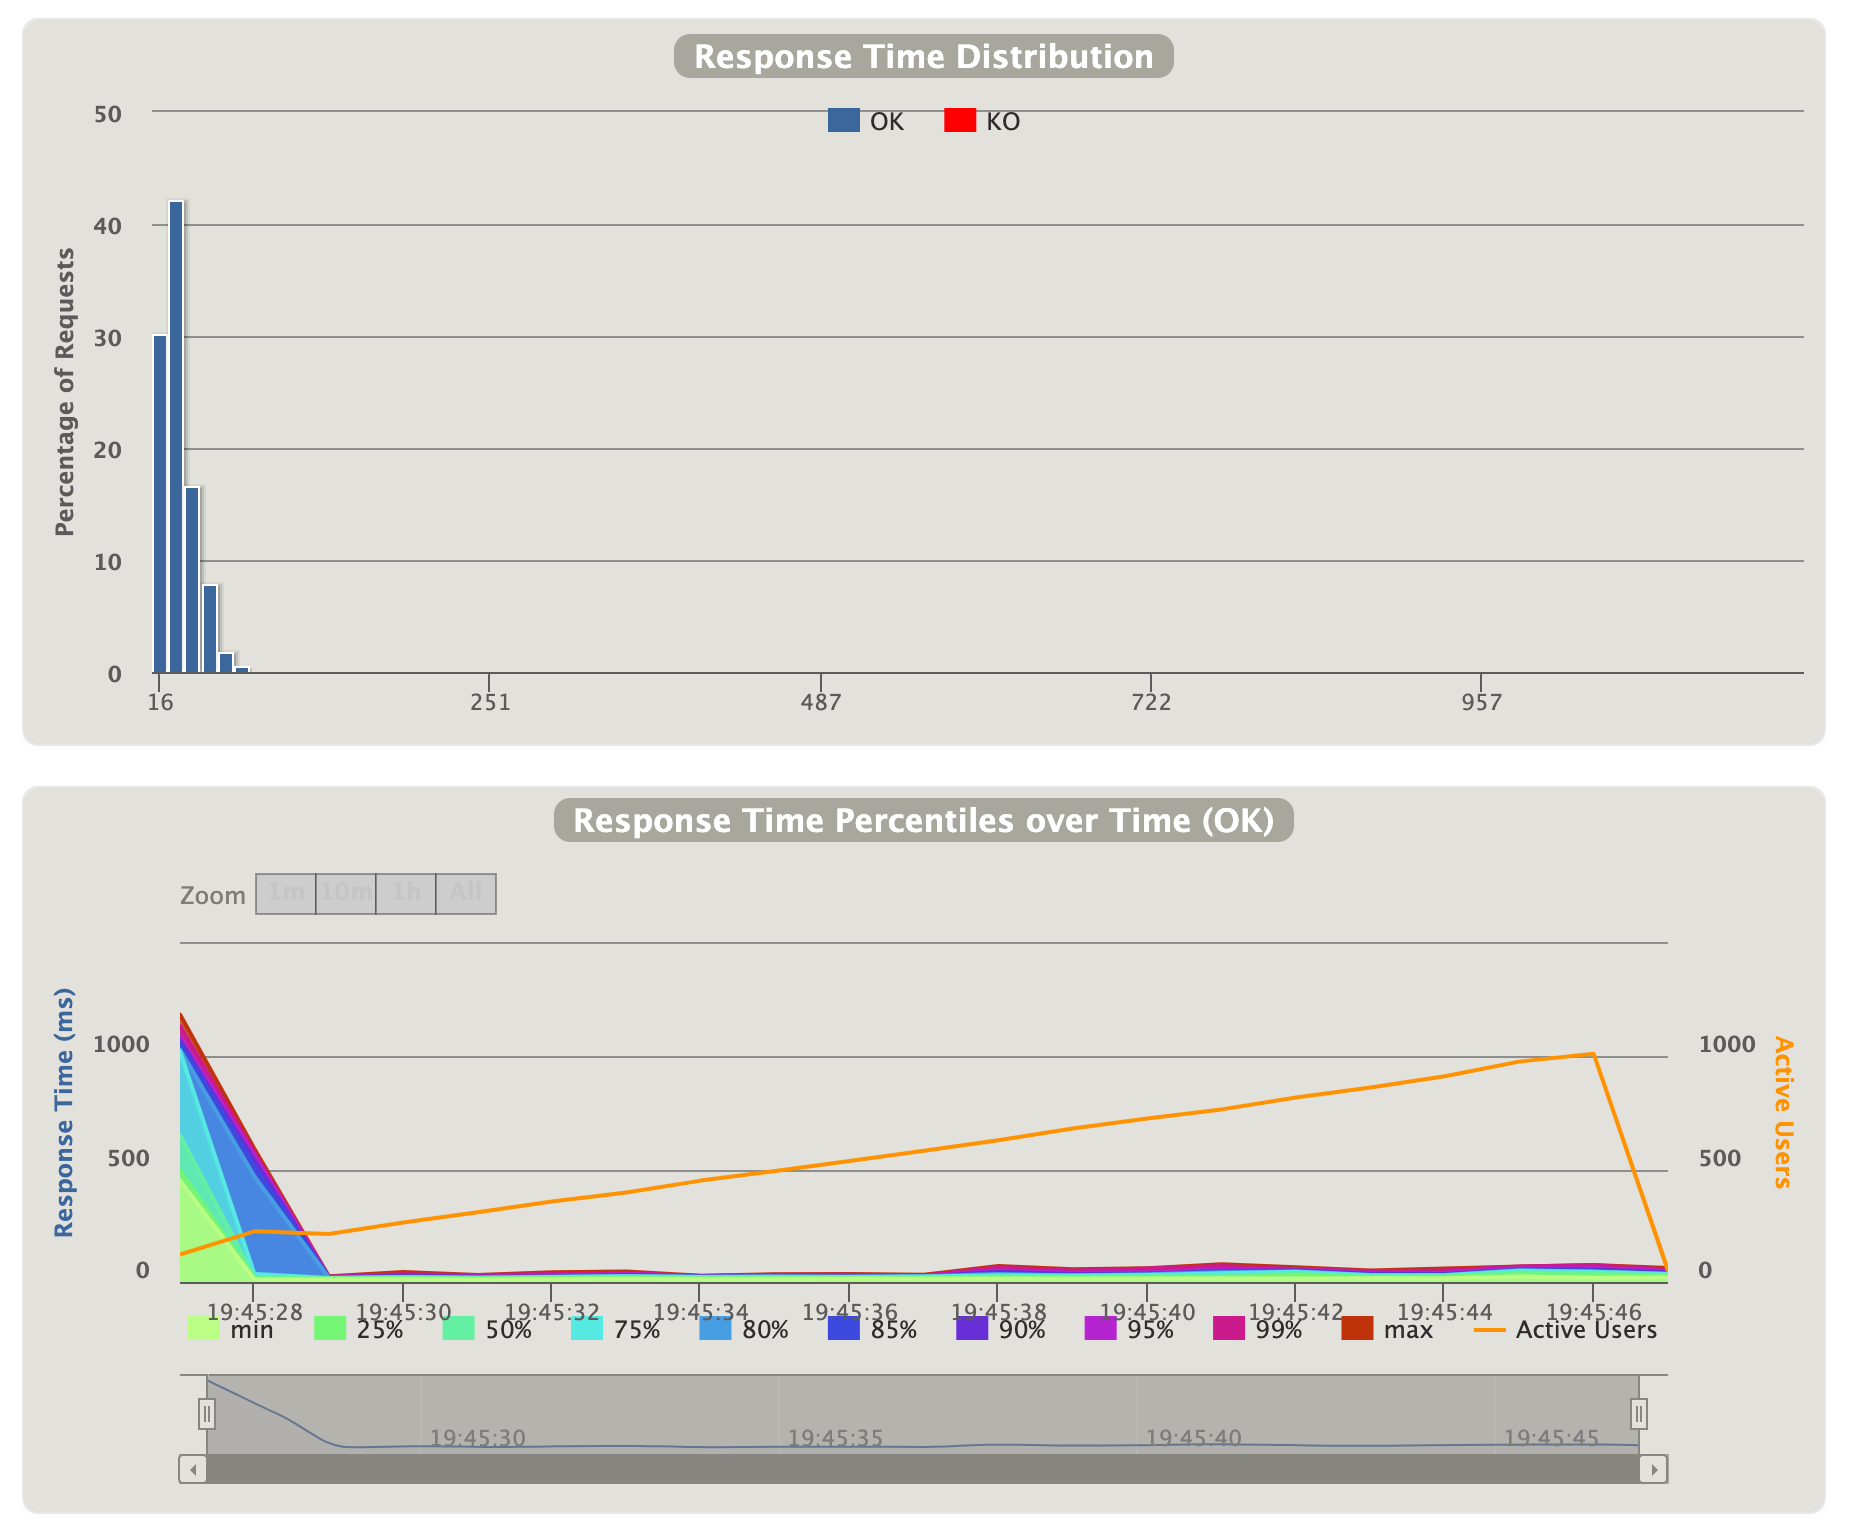 Response Time Distribution
50
OK KO
40
30
20
10
0
Percentage of Requests
16 251 487 722 957
Response Time Percentiles over Time (OK)
Zoom 1m 10m 1h All
Response Time (ms)
1000
500
0
1000
500
0
Active Users
19:45:28 19:45:30 19:45:32 19:45:34 19:45:36 19:45:38 19:45:40 19:45:42 19:45:44 19:45:46
min 25% 50% 75% 80% 85% 90% 95% 99% max Active Users
19:45:30 19:45:35 19:45:40 19:45:45